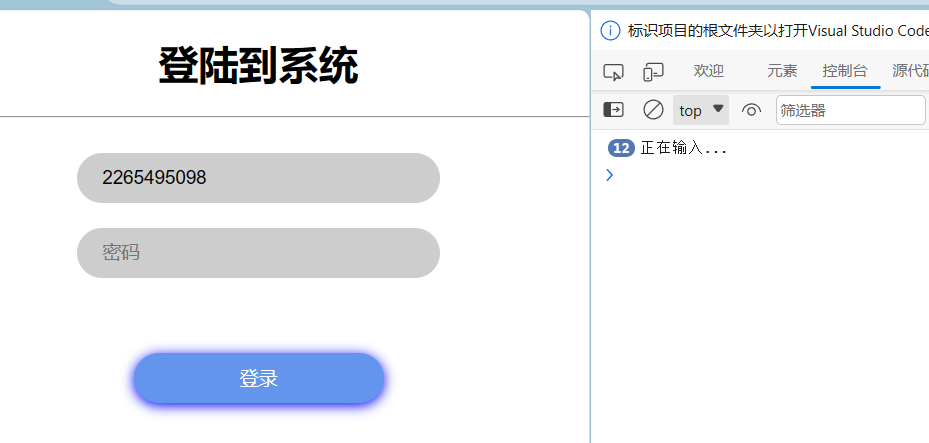 登陆到系统
2265495098
密码
登录
标识项目的根文件夹以打开Visual Studio Code
欢迎 元素 控制台 源代码
top 筛选器
12 正在输入...